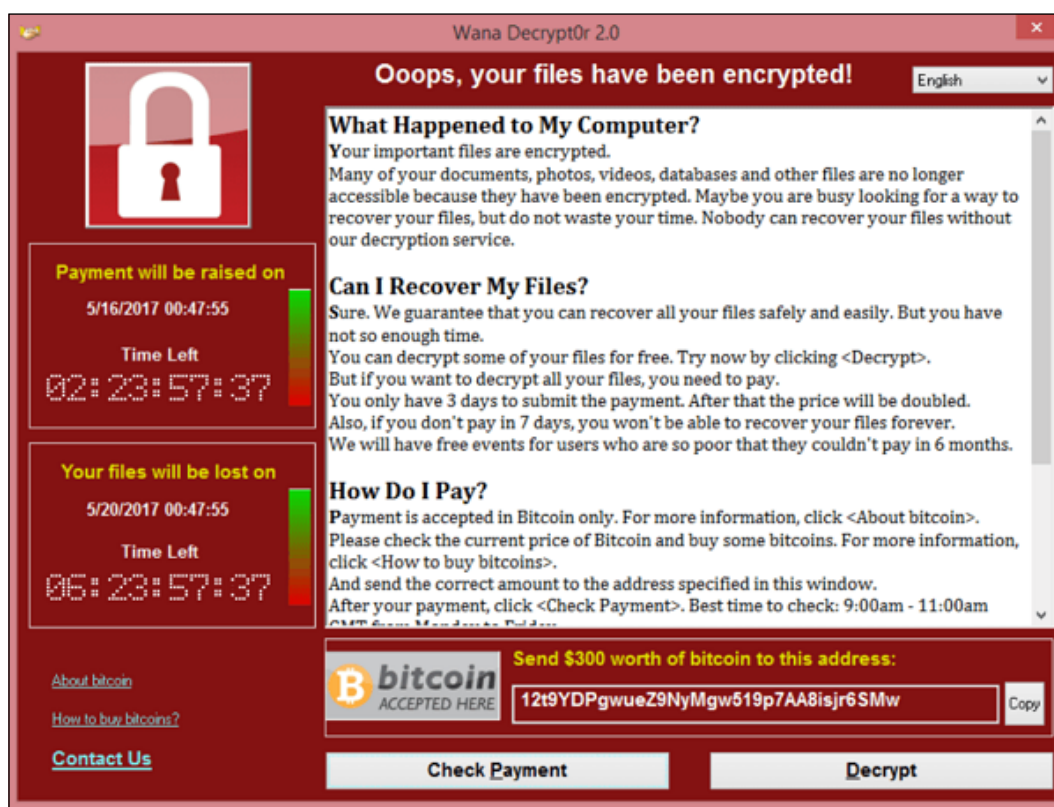 Wana Decrypt0r 2.0
Ooops, your files have been encrypted!
English
What Happened to My Computer?
Your important files are encrypted.
Many of your documents, photos, videos, databases and other files are no longer
accessible because they have been encrypted. Maybe you are busy looking for a way to
recover your files, but do not waste your time. Nobody can recover your files without
our decryption service.
Can I Recover My Files?
Sure. We guarantee that you can recover all your files safely and easily. But you have
not so enough time.
You can decrypt some of your files for free. Try now by clicking <Decrypt>.
But if you want to decrypt all your files, you need to pay.
You only have 3 days to submit the payment. After that the price will be doubled.
Also, if you don't pay in 7 days, you won't be able to recover your files forever.
We will have free events for users who are so poor that they couldn't pay in 6 months.
How Do I Pay?
Payment is accepted in Bitcoin only. For more information, click <About bitcoin>.
Please check the current price of Bitcoin and buy some bitcoins. For more information,
click <How to buy bitcoins>.
And send the correct amount to the address specified in this window.
After your payment, click <Check Payment>. Best time to check: 9:00am - 11:00am
GMT from Monday to Friday.
Payment will be raised on
5/16/2017 00:47:55
Time Left
02:23:57:37
Your files will be lost on
5/20/2017 00:47:55
Time Left
06:23:57:37
About bitcoin
How to buy bitcoins?
Contact Us
bitcoin
ACCEPTED HERE
Send $300 worth of bitcoin to this address:
12t9YDPgwueZ9NyMgw519p7AA8isjr6SMw
Copy
Check Payment
Decrypt